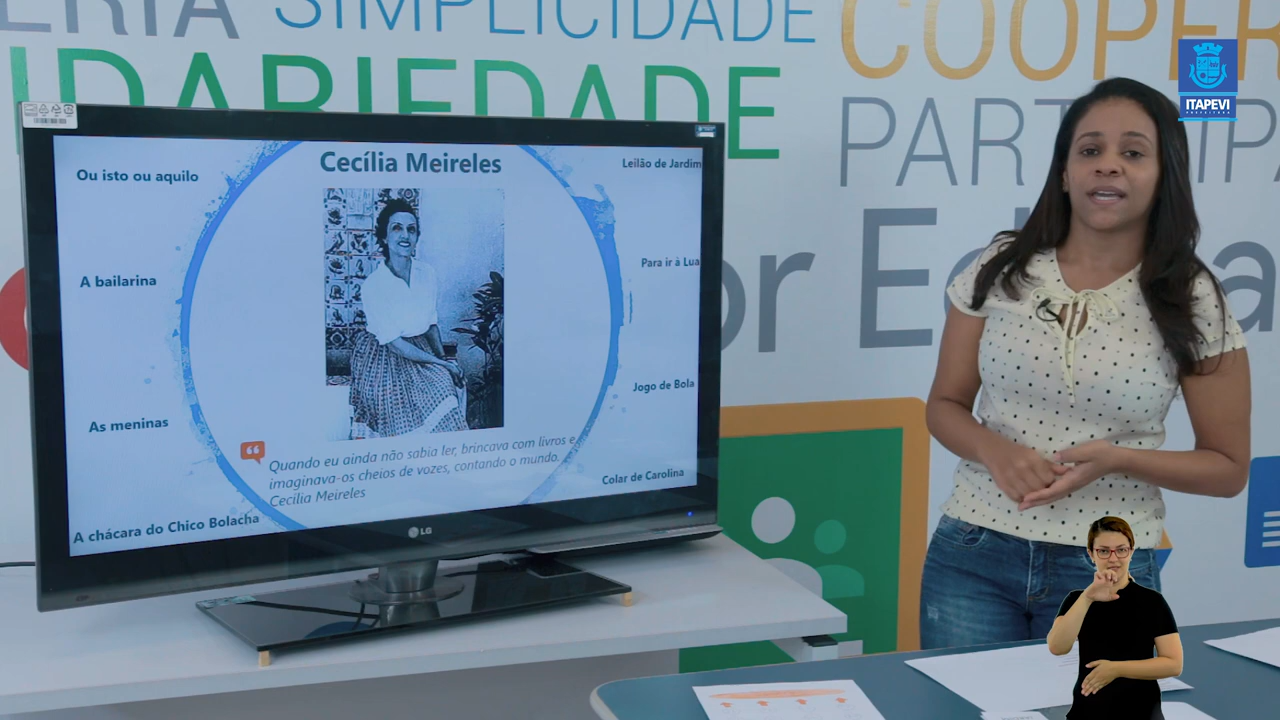 SIMPLICIDADE
COOPER
IDARIEDADE
PARTICIPA
ITAPEVI
PREFEITURA
Cecília Meireles
Ou isto ou aquilo
A bailarina
As meninas
A chácara do Chico Bolacha
Leilão de Jardim
Para ir à Lua
Jogo de Bola
Colar de Carolina
Quando eu ainda não sabia ler, brincava com livros e
imaginava-os cheios de vozes, contando o mundo.
Cecília Meireles
LG